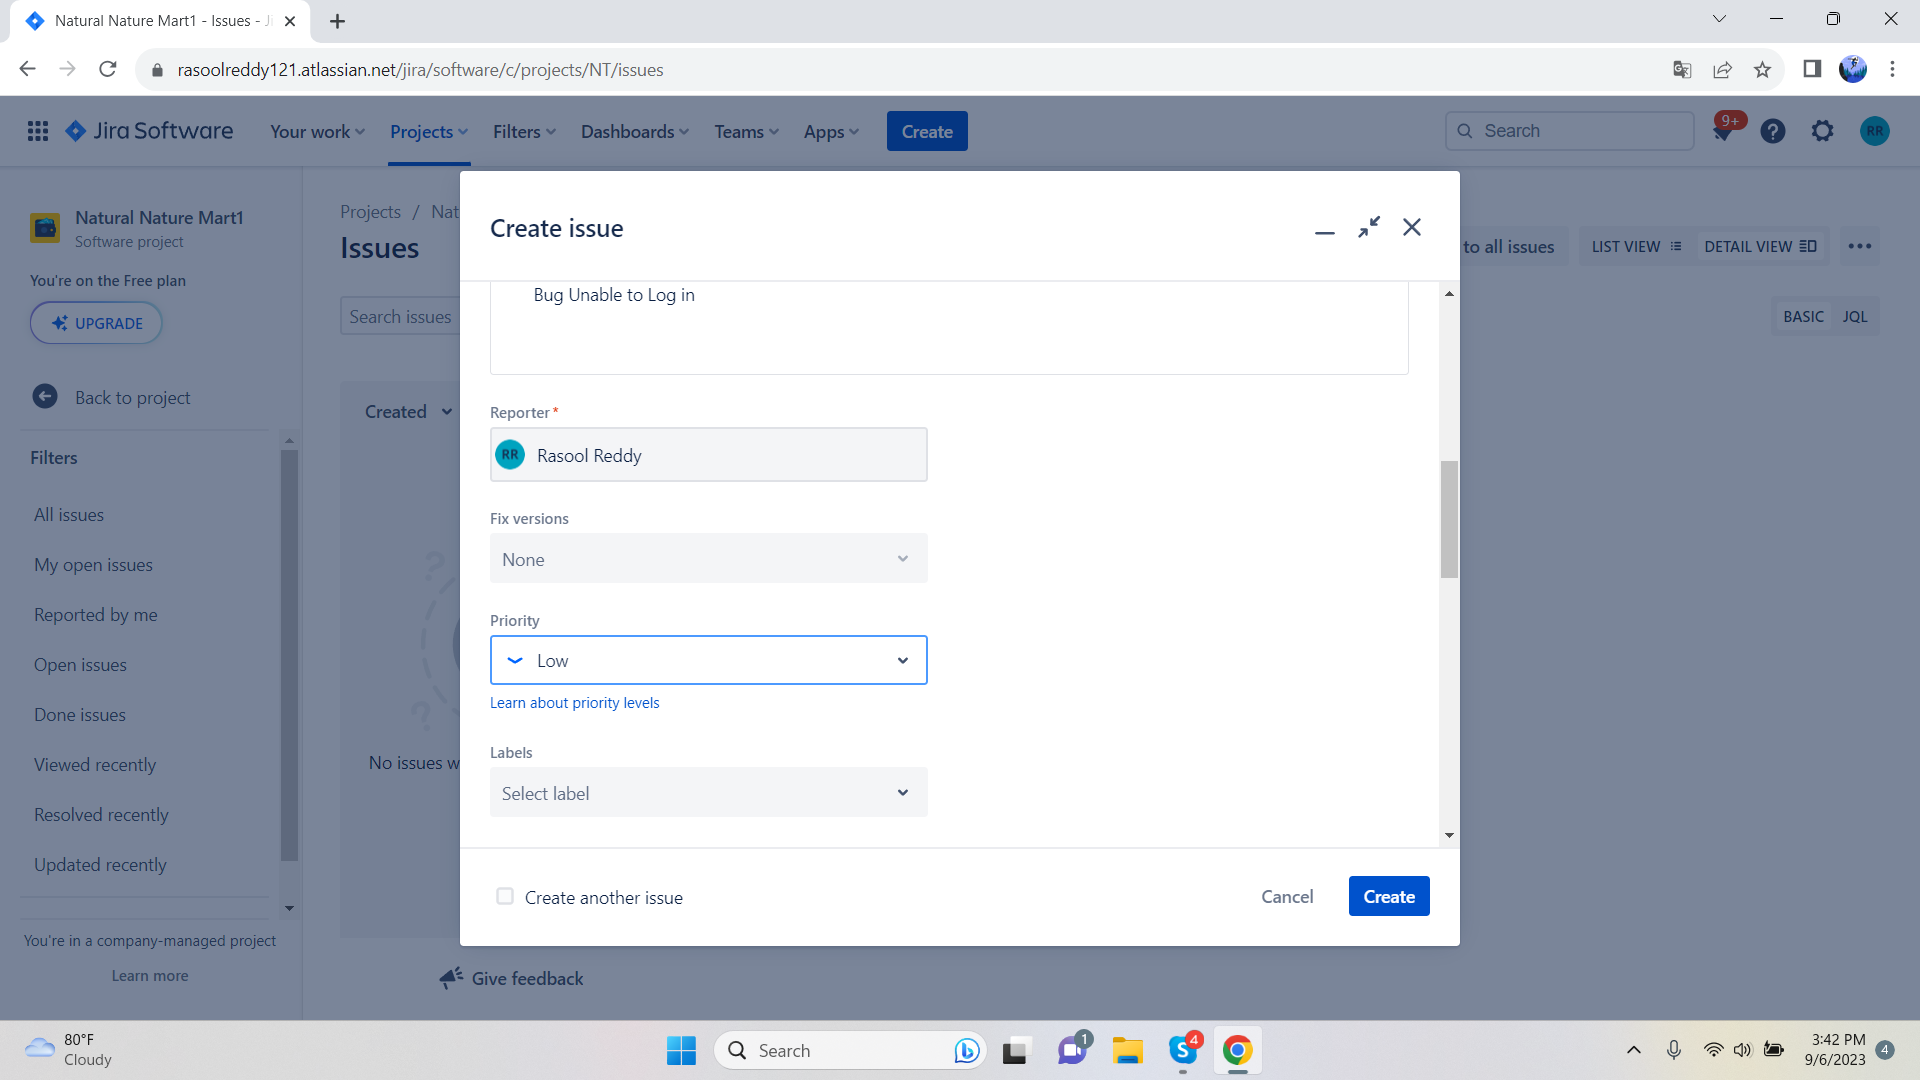 Natural Nature Mart1 - Issues - Ji
rasoolreddy121.atlassian.net/jira/software/c/projects/NT/issues
Jira Software
Your work
Projects
Filters
Dashboards
Teams
Apps
Create
Search
9+
RR
Natural Nature Mart1
Software project
You're on the Free plan
UPGRADE
Back to project
Filters
All issues
My open issues
Reported by me
Open issues
Done issues
Viewed recently
Resolved recently
Updated recently
You're in a company-managed project
Learn more
Projects / Nat
Issues
Search issues
Created
No issues w
to all issues
LIST VIEW
DETAIL VIEW
BASIC
JQL
Create issue
Bug Unable to Log in
Reporter *
RR
Rasool Reddy
Fix versions
None
Priority
Low
Learn about priority levels
Labels
Select label
Create another issue
Cancel
Create
Give feedback
80°F
Cloudy
Search
1
S
4
3:42 PM
9/6/2023
4